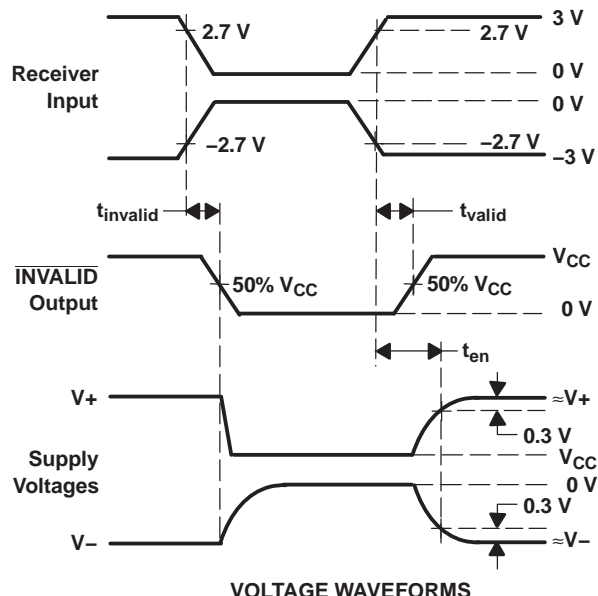 3 V
2.7 V
2.7 V
Receiver
Input
0 V
0 V
–2.7 V
–2.7 V
–3 V
tinvalid
tvalid
INVALID
Output
VCC
50% VCC
50% VCC
0 V
ten
V+
≈V+
0.3 V
Supply
Voltages
VCC
0 V
0.3 V
V–
≈V–
VOLTAGE WAVEFORMS